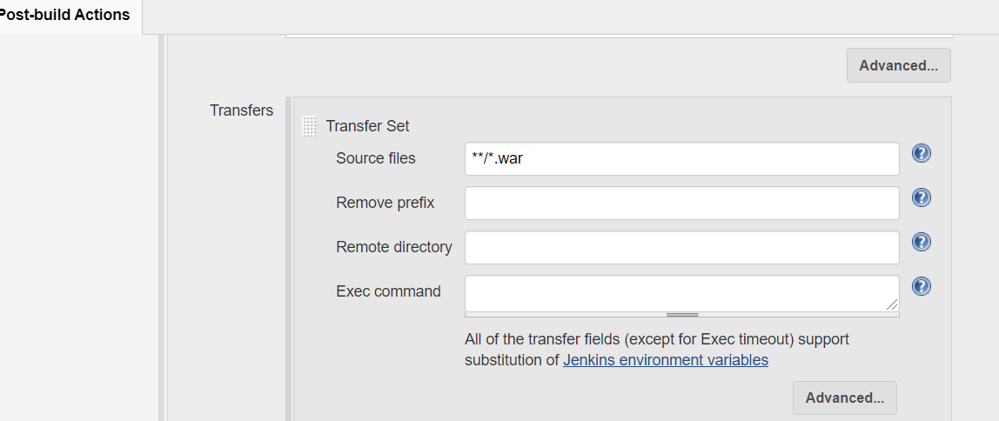 Post-build Actions
Advanced...
Transfers
Transfer Set
Source files
**/*.war
Remove prefix
Remote directory
Exec command
All of the transfer fields (except for Exec timeout) support
substitution of Jenkins environment variables
Advanced...